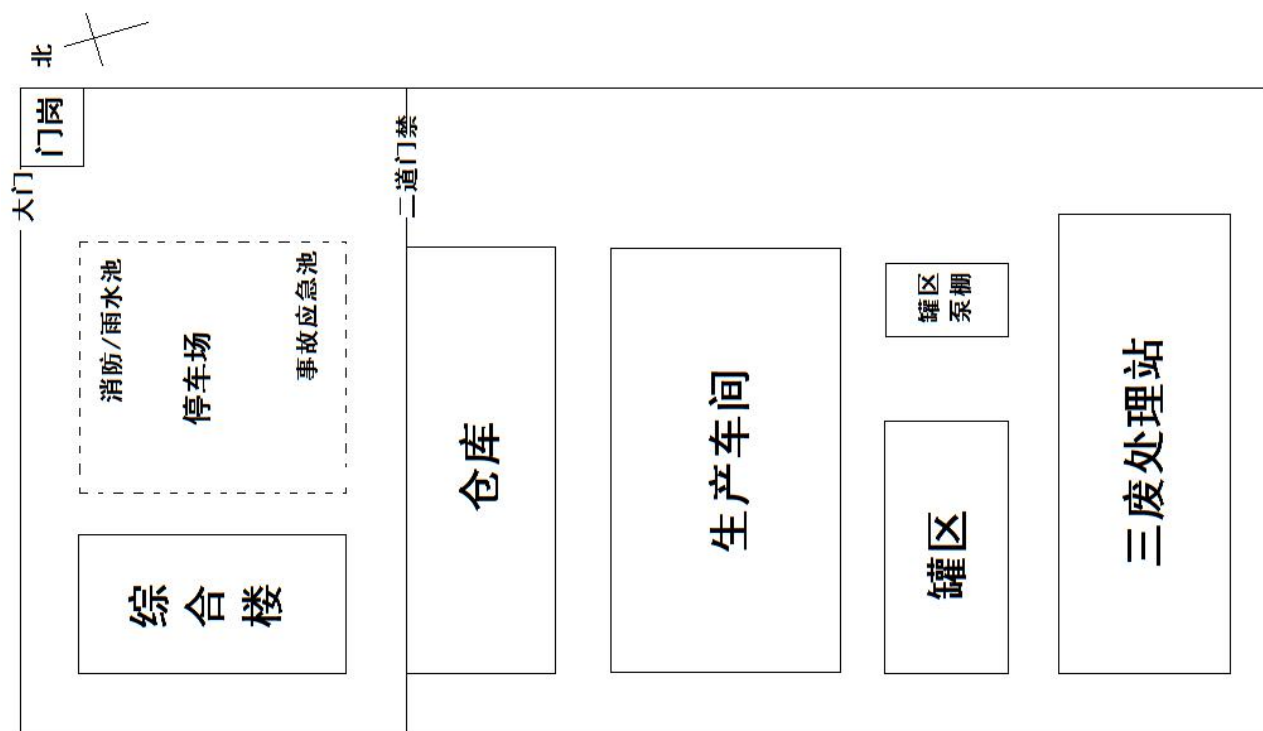 北
门岗
大门
二道门禁
消防/雨水池
停车场
事故应急池
综合楼
仓库
生产车间
罐区
泵棚
罐区
三废处理站